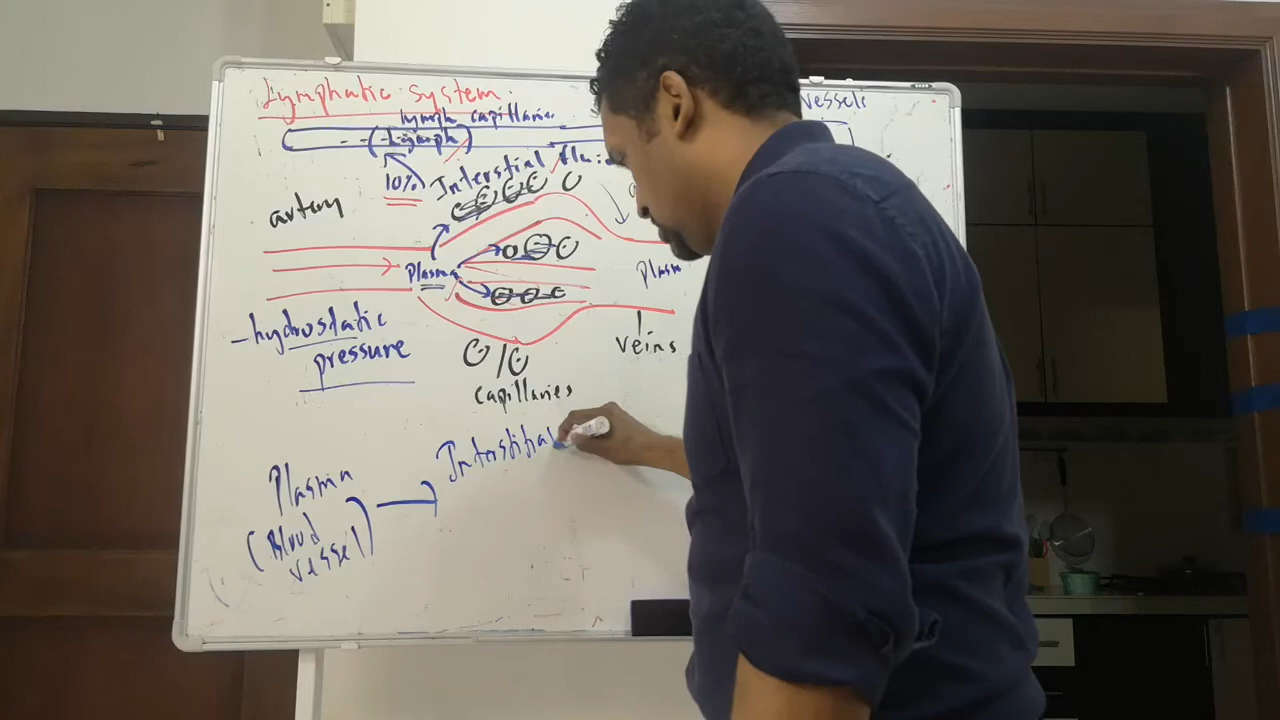 Lymphatic system.
lymph capillaries
vessels
(Lymph)
10%
Interstial fluid
artery
Plasma
Plasm
-hydrostatic
pressure
veins
capillaries
Interstitial
Plasma
(Blood
vessel)